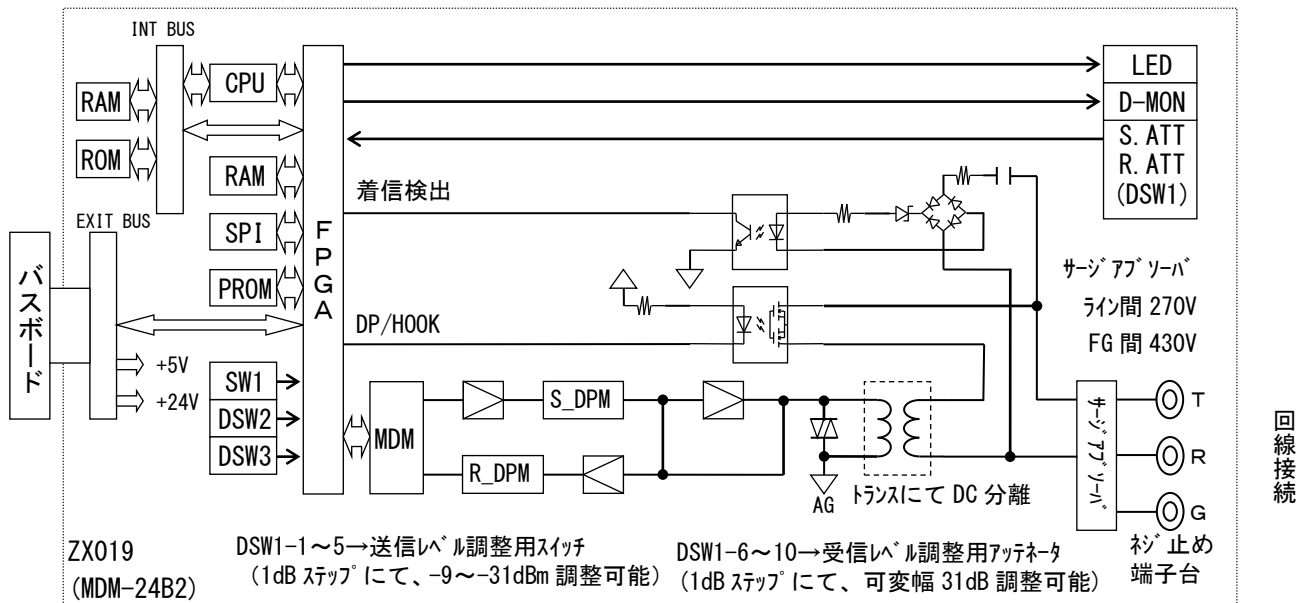 INT BUS
RAM
ROM
CPU
RAM
SPI
PROM
EXIT BUS
バスボード
+5V
+24V
SW1
DSW2
DSW3
FPGA
LED
D-MON
S. ATT
R. ATT
(DSW1)
着信検出
DP/HOOK
MDM
S_DPM
R_DPM
AG
トランスにて DC 分離
サージアブソーバ
ライン間 270V
FG 間 430V
サージアブソーバ
T
R
G
ネジ止め
端子台
回線接続
ZX019
(MDM-24B2)
DSW1-1～5→送信レベル調整用スイッチ
(1dB ステップにて、-9～-31dBm 調整可能)
DSW1-6～10→受信レベル調整用アッテネータ
(1dB ステップにて、可変幅 31dB 調整可能)